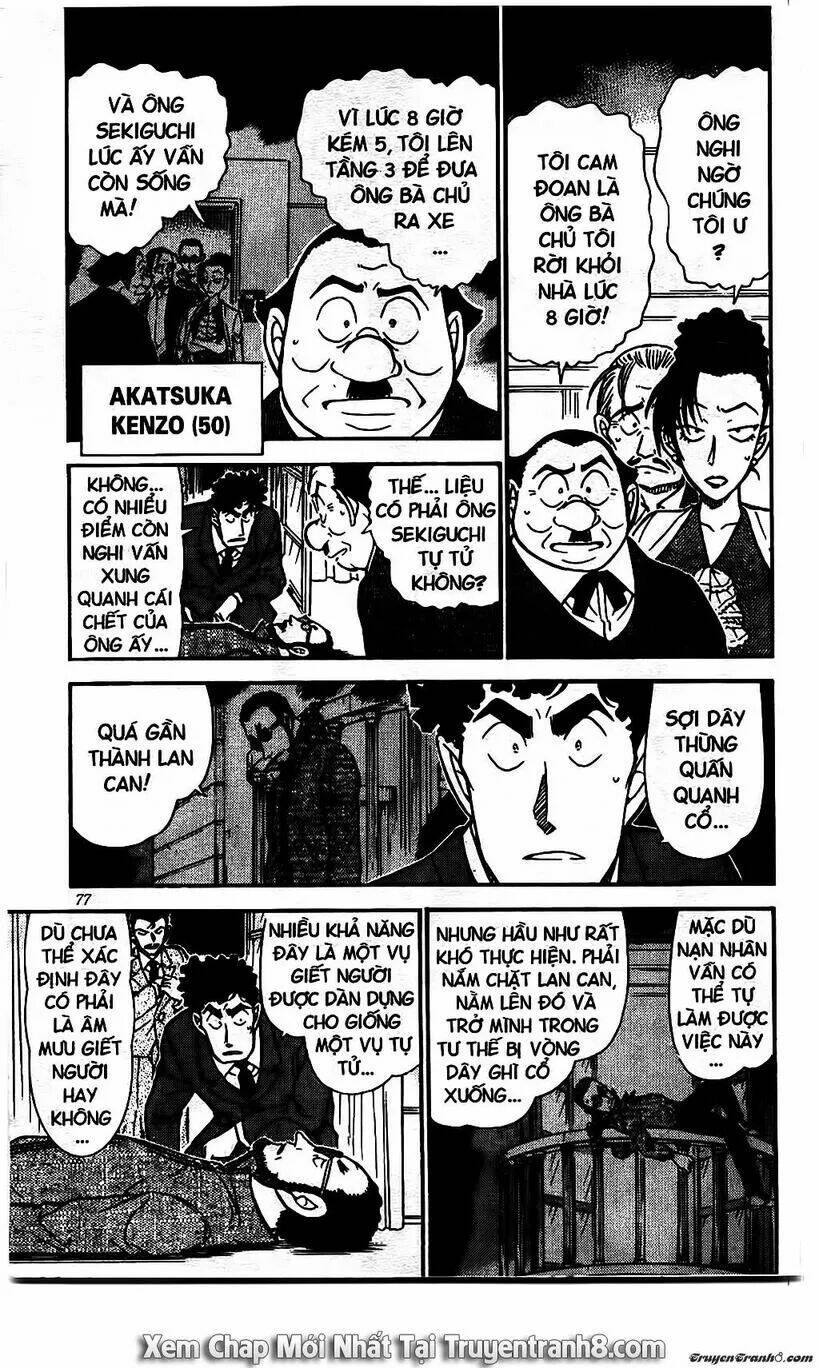 ÔNG
NGHI
NGỜ
CHÚNG
TÔI Ư
?
TÔI CAM
ĐOAN LÀ
ÔNG BÀ
CHỦ TÔI
RỜI KHỎI
NHÀ LÚC
8 GIỜ!
VÌ LÚC 8 GIỜ
KÉM 5, TÔI LÊN
TẦNG 3 ĐỂ ĐƯA
ÔNG BÀ CHỦ
RA XE
...
VÀ ÔNG
SEKIGUCHI
LÚC ẤY VẪN
CÒN SỐNG
MÀ!
AKATSUKA
KENZO (50)
THẾ... LIỆU
CÓ PHẢI ÔNG
SEKIGUCHI
TỰ TỬ
KHÔNG?
KHÔNG...
CÓ NHIỀU
ĐIỂM CÒN
NGHI VẤN
XUNG
QUANH CÁI
CHẾT CỦA
ÔNG ẤY...
SỢI DÂY
THỪNG
QUẤN
QUANH
CỔ...
QUÁ GẦN
THÀNH LAN
CAN!
77
MẶC DÙ
NẠN NHÂN
VẪN CÓ
THỂ TỰ
LÀM ĐƯỢC
VIỆC NÀY
...
NHƯNG HẦU NHƯ RẤT
KHÓ THỰC HIỆN. PHẢI
NẮM CHẶT LAN CAN,
NẰM LÊN ĐÓ VÀ
TRỞ MÌNH TRONG
TƯ THẾ BỊ VÒNG
DÂY GHÌ CỔ
XUỐNG...
NHIỀU KHẢ NĂNG
ĐÂY LÀ MỘT VỤ
GIẾT NGƯỜI
ĐƯỢC DÀN DỰNG
CHO GIỐNG
MỘT VỤ TỰ
TỬ...
DÙ CHƯA
THỂ XÁC
ĐỊNH ĐÂY
CÓ PHẢI
LÀ ÂM
MƯU GIẾT
NGƯỜI
HAY
KHÔNG
...
Xem Chap Mới Nhất Tại Truyentranh8.com
TruyenTranh8.com